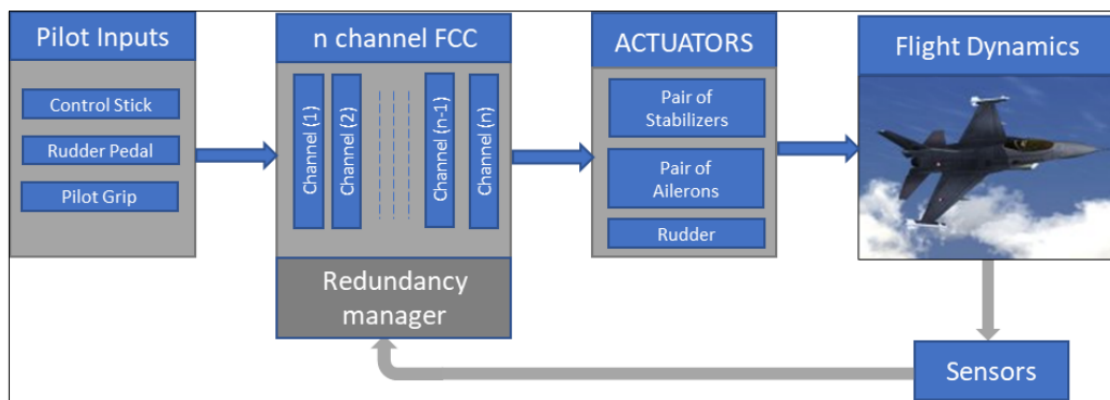 Pilot Inputs
Control Stick
Rudder Pedal
Pilot Grip
n channel FCC
Channel (1)
Channel (2)
Channel (n-1)
Channel (n)
Redundancy
manager
ACTUATORS
Pair of
Stabilizers
Pair of
Ailerons
Rudder
Flight Dynamics
Sensors